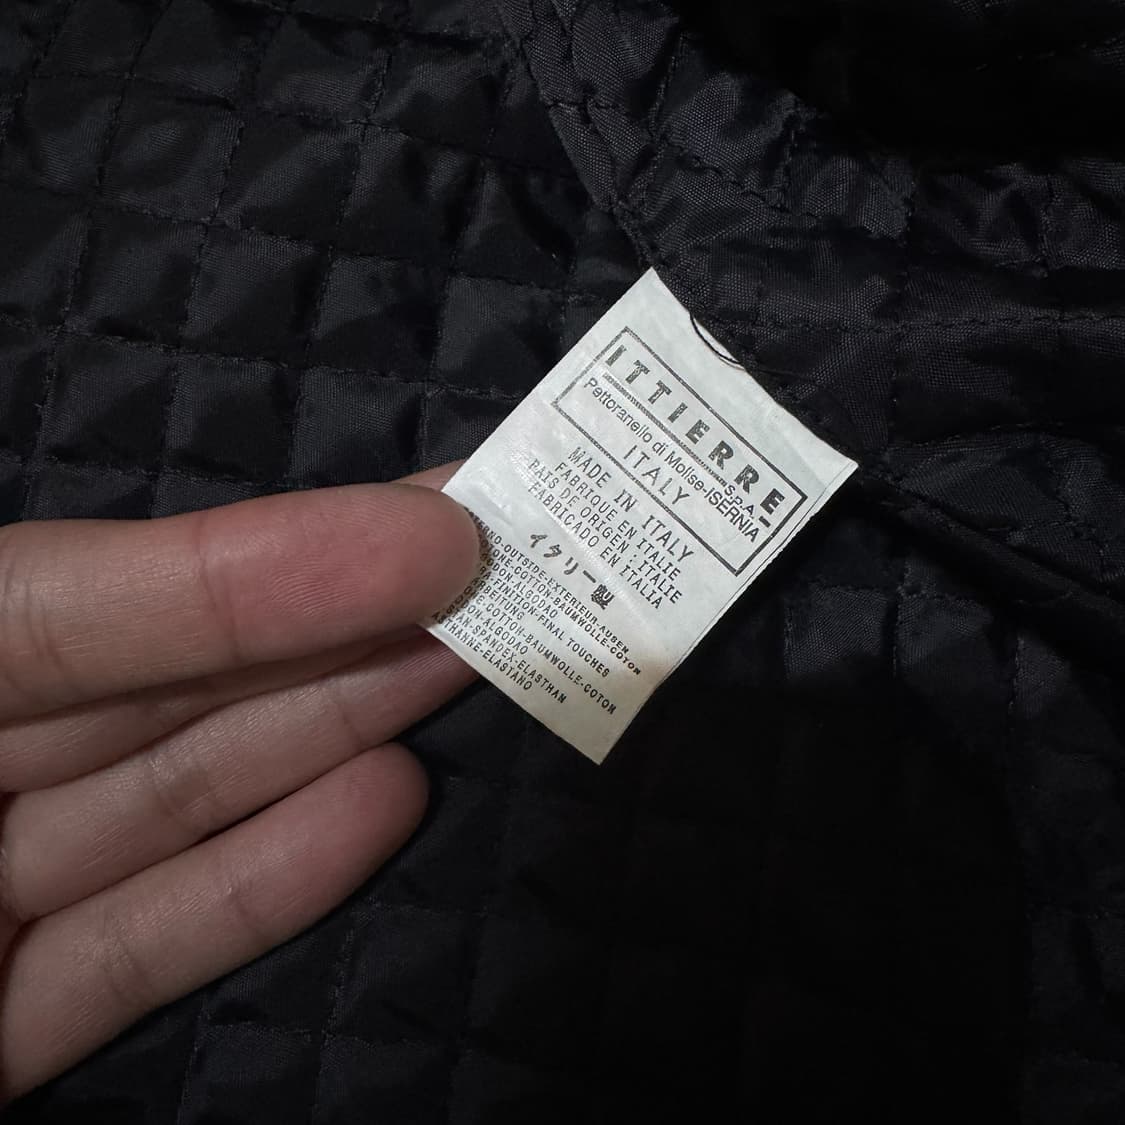 ITTIERRE S.p.A.
Pettoranello di Molise-ISERNIA
ITALY
MADE IN ITALY
FABRIQUE EN ITALIE
PAIS DE ORIGEN : ITALIE
FABRICADO EN ITALIA
イタリー製
-OUTSIDE-EXTERIEUR-AUSEN
-COTTON-BAUMWOLLE-COTON
-ALGODAO
-FINITION-FINAL TOUCHES
-COTTON-BAUMWOLLE-COTON
-ALGODAO
-SPANDEX-ELASTHAN
-ELASTANO